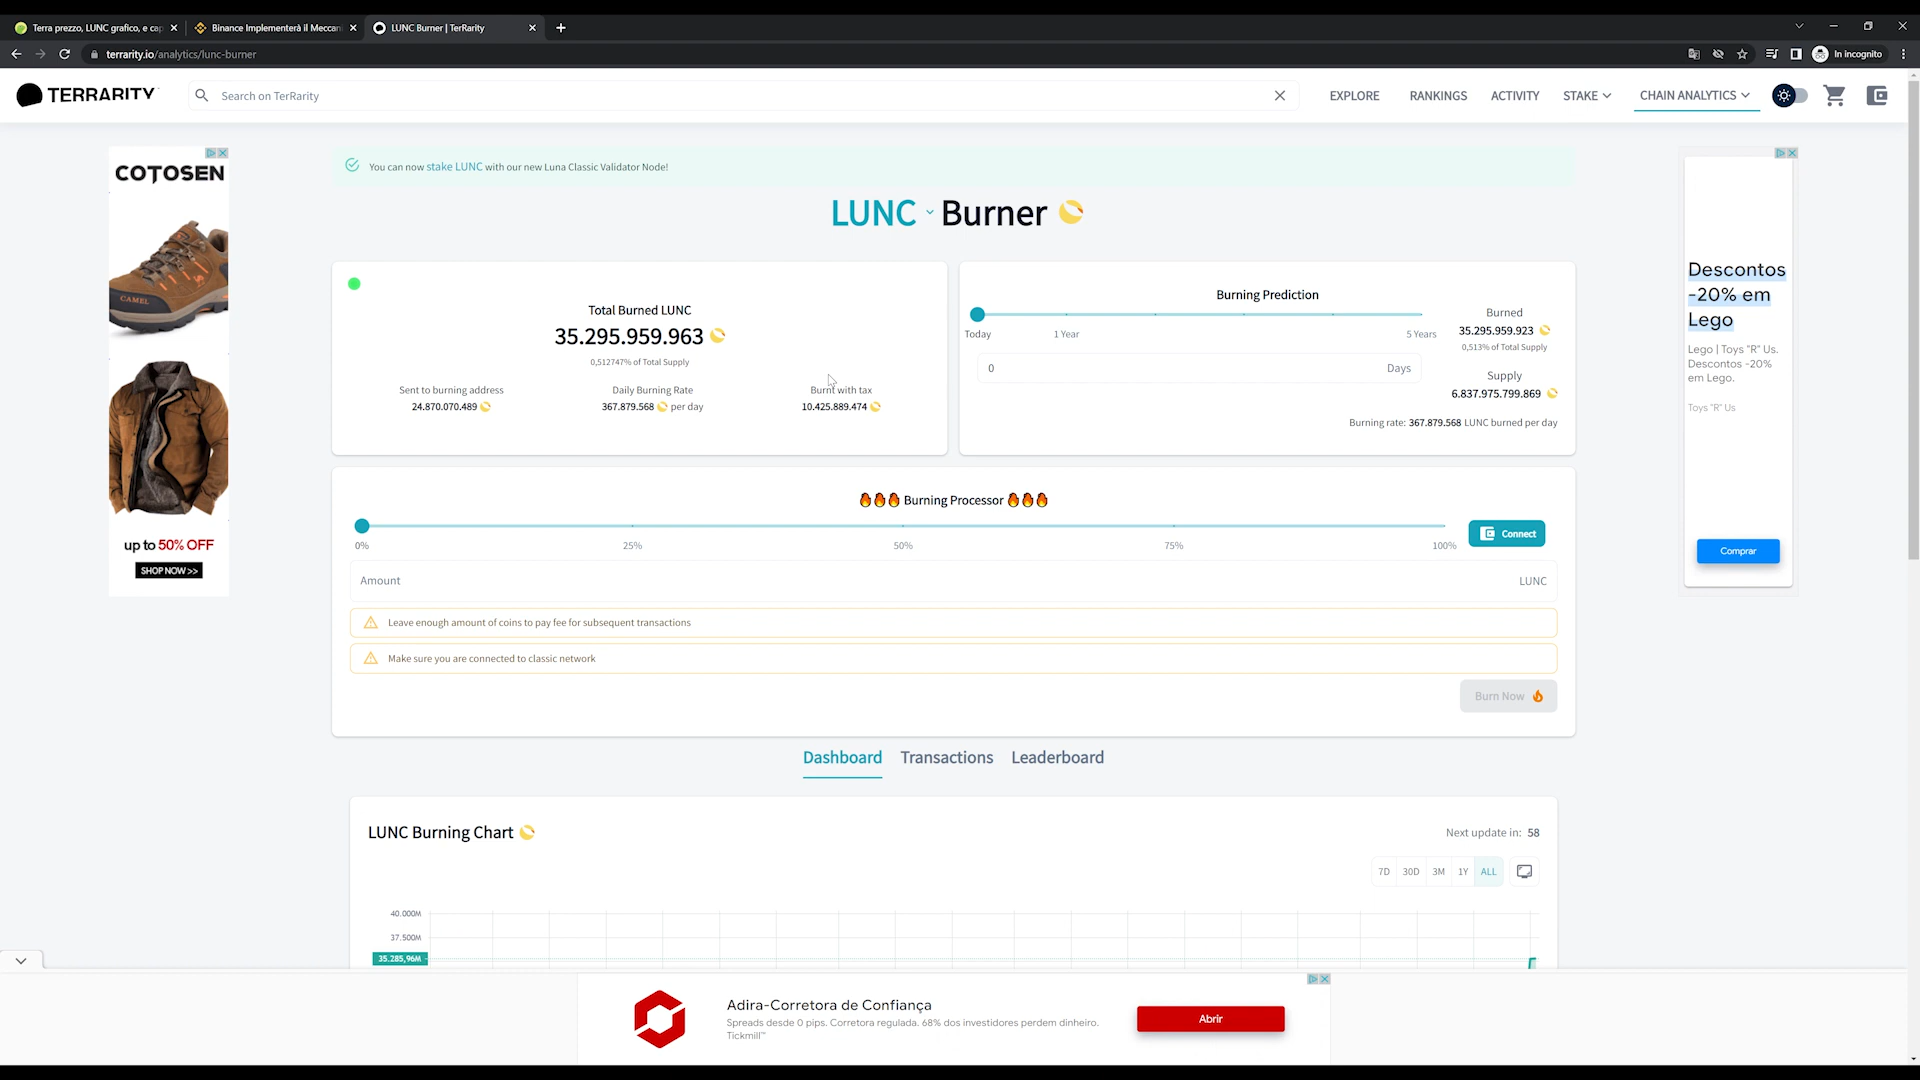 Terra prezzo, LUNC grafico, e cap
Binance Implementerà il Meccani
LUNC Burner | TerRarity
terrarity.io/analytics/lunc-burner
In incognito
TERRARITY
Search on TerRarity
EXPLORE
RANKINGS
ACTIVITY
STAKE
CHAIN ANALYTICS
COTOSEN
CAMEL
up to 50% OFF
SHOP NOW >>
You can now stake LUNC with our new Luna Classic Validator Node!
LUNC Burner
Total Burned LUNC
35.295.959.963
0,512747% of Total Supply
Sent to burning address
24.870.070.489
Daily Burning Rate
367.879.568 per day
Burnt with tax
10.425.889.474
Burning Prediction
Today
1 Year
5 Years
0
Days
Burned
35.295.959.923
0,513% of Total Supply
Supply
6.837.975.799.869
Burning rate: 367.879.568 LUNC burned per day
Descontos
-20% em
Lego
Lego | Toys "R" Us.
Descontos -20%
em Lego.
Toys "R" Us
Comprar
Burning Processor
0%
25%
50%
75%
100%
Connect
Amount
LUNC
Leave enough amount of coins to pay fee for subsequent transactions
Make sure you are connected to classic network
Burn Now
Dashboard
Transactions
Leaderboard
LUNC Burning Chart
Next update in: 58
7D
30D
3M
1Y
ALL
40.000M
37.500M
35.285,96M
Adira-Corretora de Confiança
Spreads desde 0 pips. Corretora regulada. 68% dos investidores perdem dinheiro.
Tickmill™
Abrir